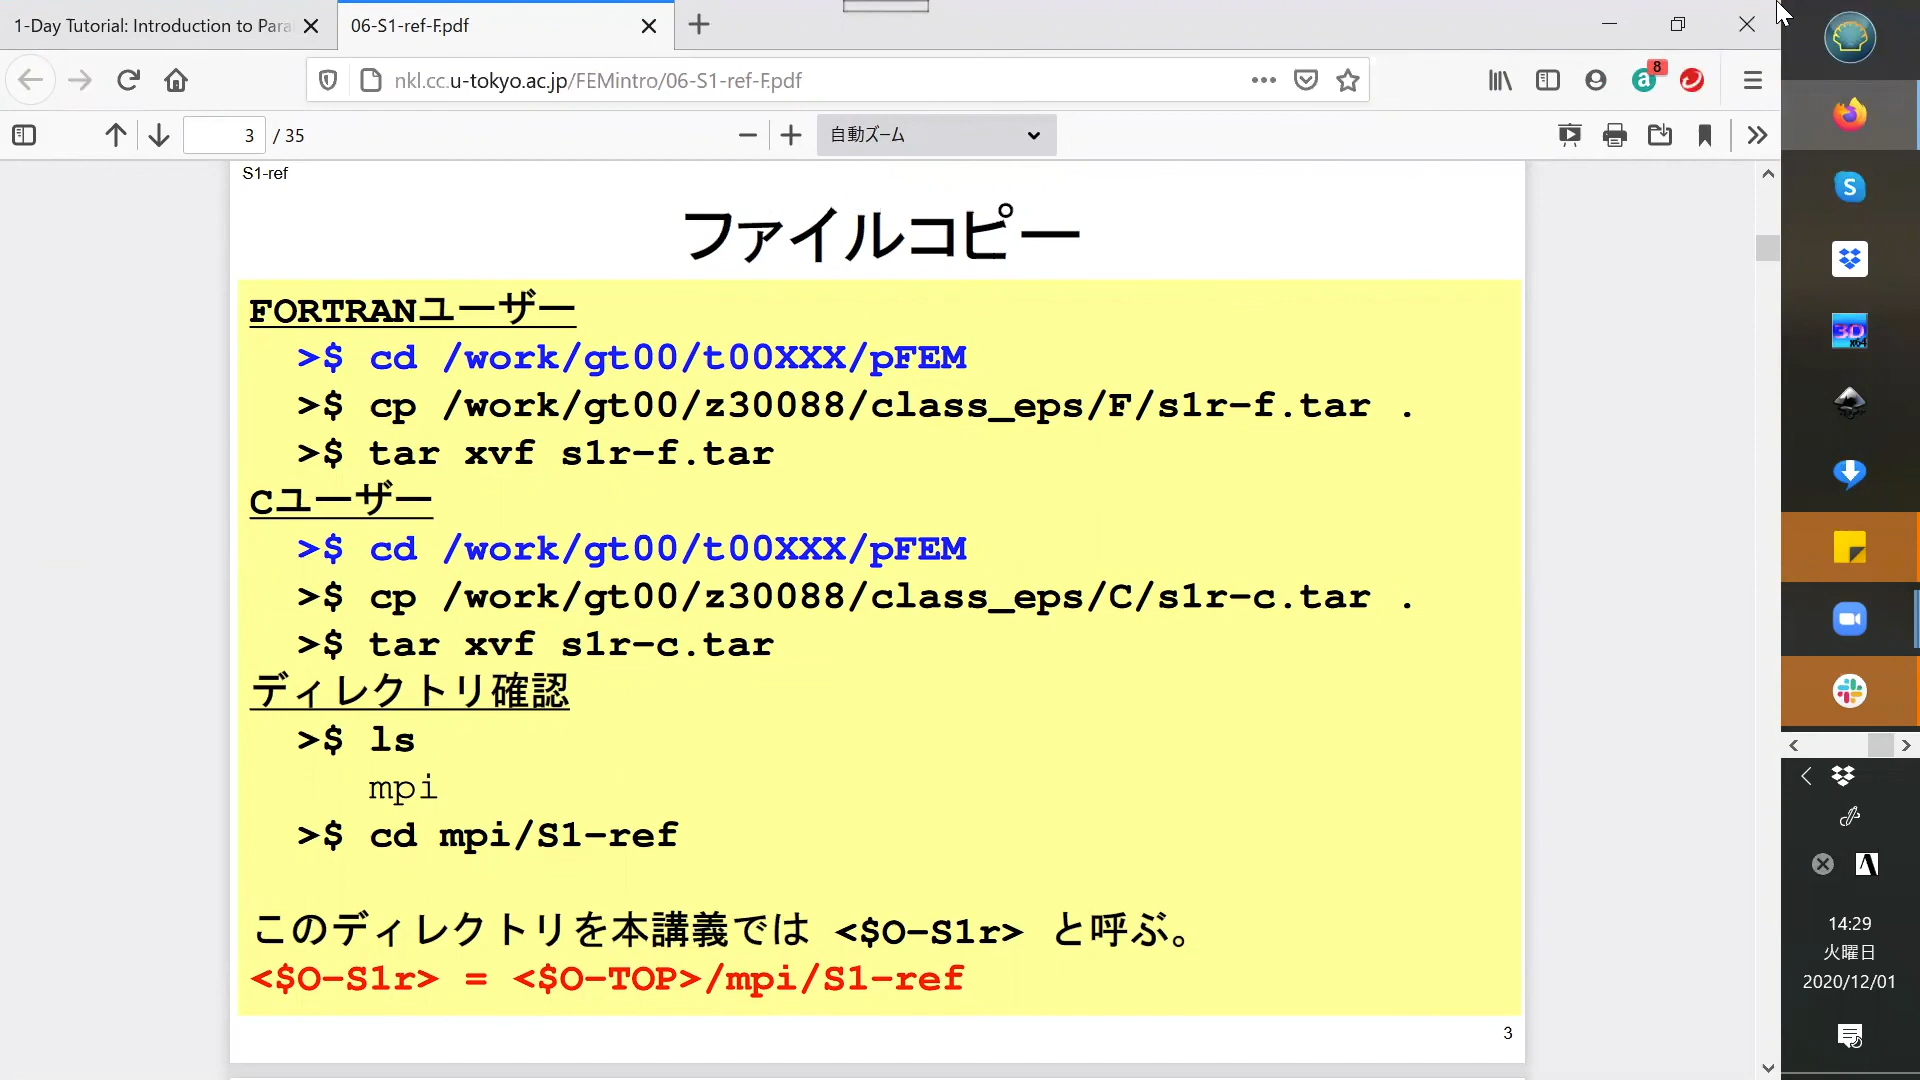 1-Day Tutorial: Introduction to Para
06-S1-ref-F.pdf
nkl.cc.u-tokyo.ac.jp/FEMintro/06-S1-ref-F.pdf
8
3 / 35
自動ズーム
S1-ref
ファイルコピー
FORTRANユーザー
>$ cd /work/gt00/t00XXX/pFEM
>$ cp /work/gt00/z30088/class_eps/F/s1r-f.tar .
>$ tar xvf s1r-f.tar
Cユーザー
>$ cd /work/gt00/t00XXX/pFEM
>$ cp /work/gt00/z30088/class_eps/C/s1r-c.tar .
>$ tar xvf s1r-c.tar
ディレクトリ確認
>$ ls
mpi
>$ cd mpi/S1-ref
このディレクトリを本講義では <$O-S1r> と呼ぶ。
<$O-S1r> = <$O-TOP>/mpi/S1-ref
3
3D
x64
14:29
火曜日
2020/12/01